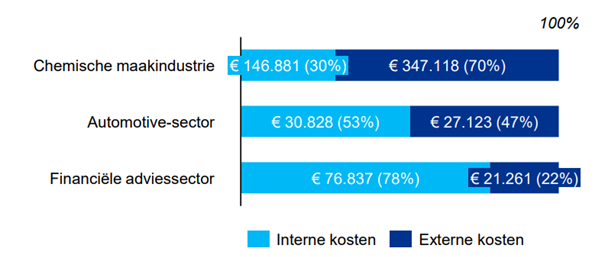 100%
Chemische maakindustrie € 146.881 (30%) € 347.118 (70%)
Automotive-sector € 30.828 (53%) € 27.123 (47%)
Financiële adviessector € 76.837 (78%) € 21.261 (22%)
Interne kosten Externe kosten